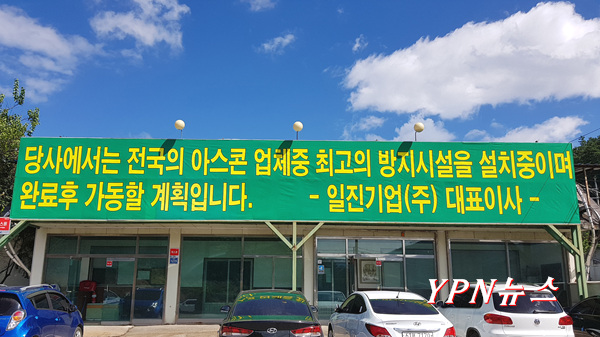 당사에서는 전국의 아스콘 업체중 최고의 방지시설을 설치중이며
완료후 가동할 계획입니다. - 일진기업(주) 대표이사 -
YPN뉴스